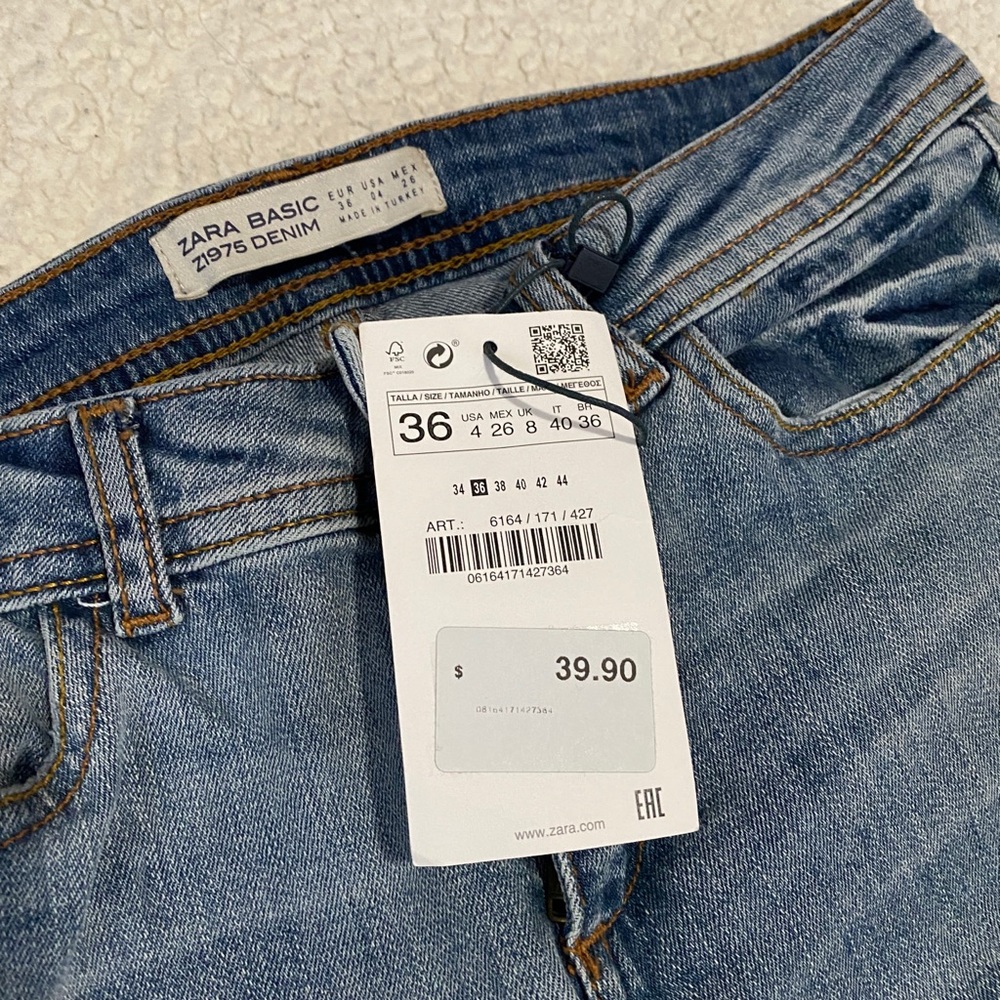 ZARA BASIC
Z1975 DENIM
EUR USA MEX
36 04 26
MADE IN TURKEY
FSC
MIX
®
TALLA / SIZE / TAMANHO / TAILLE / ΜΕΓΕΘΟΣ
36
USA MEX UK IT BR
4 26 8 40 36
34 36 38 40 42 44
ART.: 6164 / 171 / 427
06164171427364
$ 39.90
EAC
www.zara.com